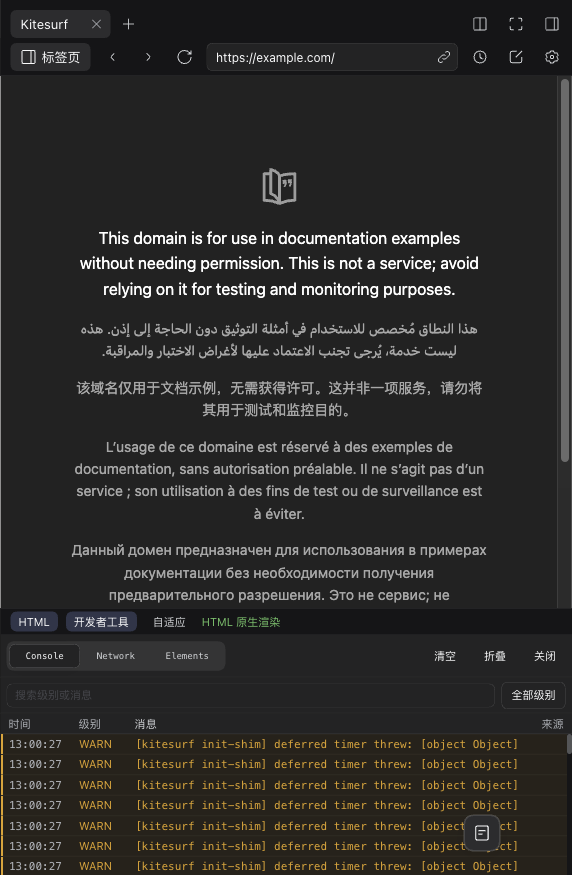 Kitesurf
标签页
https://example.com/
This domain is for use in documentation examples
without needing permission. This is not a service; avoid
relying on it for testing and monitoring purposes.
هذا النطاق مُخصص للاستخدام في أمثلة التوثيق دون الحاجة إلى إذن. هذه
ليست خدمة، يُرجى تجنب الاعتماد عليها لأغراض الاختبار والمراقبة.
该域名仅用于文档示例，无需获得许可。这并非一项服务，请勿将
其用于测试和监控目的。
L’usage de ce domaine est réservé à des exemples de
documentation, sans autorisation préalable. Il ne s’agit pas d’un
service ; son utilisation à des fins de test ou de surveillance est
à éviter.
Данный домен предназначен для использования в примерах
документации без необходимости получения
предварительного разрешения. Это не сервис; не
HTML 开发者工具 自适应 HTML 原生渲染
Console Network Elements 清空 折叠 关闭
搜索级别或消息 全部级别
时间 级别 消息 来源
13:00:27 WARN [kitesurf init-shim] deferred timer threw: [object Object]
13:00:27 WARN [kitesurf init-shim] deferred timer threw: [object Object]
13:00:27 WARN [kitesurf init-shim] deferred timer threw: [object Object]
13:00:27 WARN [kitesurf init-shim] deferred timer threw: [object Object]
13:00:27 WARN [kitesurf init-shim] deferred timer threw: [object Object]
13:00:27 WARN [kitesurf init-shim] deferred timer threw: [object Object]
13:00:27 WARN [kitesurf init-shim] deferred timer threw: [object Object]